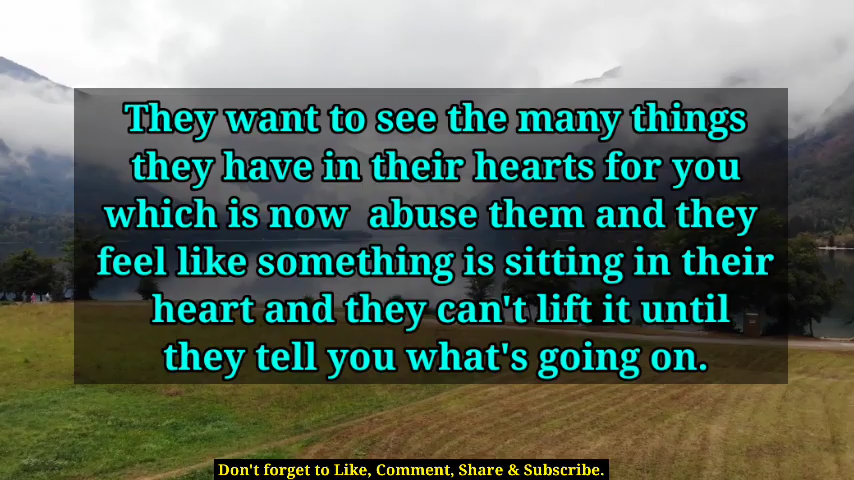 They want to see the many things
they have in their hearts for you
which is now  abuse them and they
feel like something is sitting in their
heart and they can't lift it until
they tell you what's going on.
Don't forget to Like, Comment, Share & Subscribe.